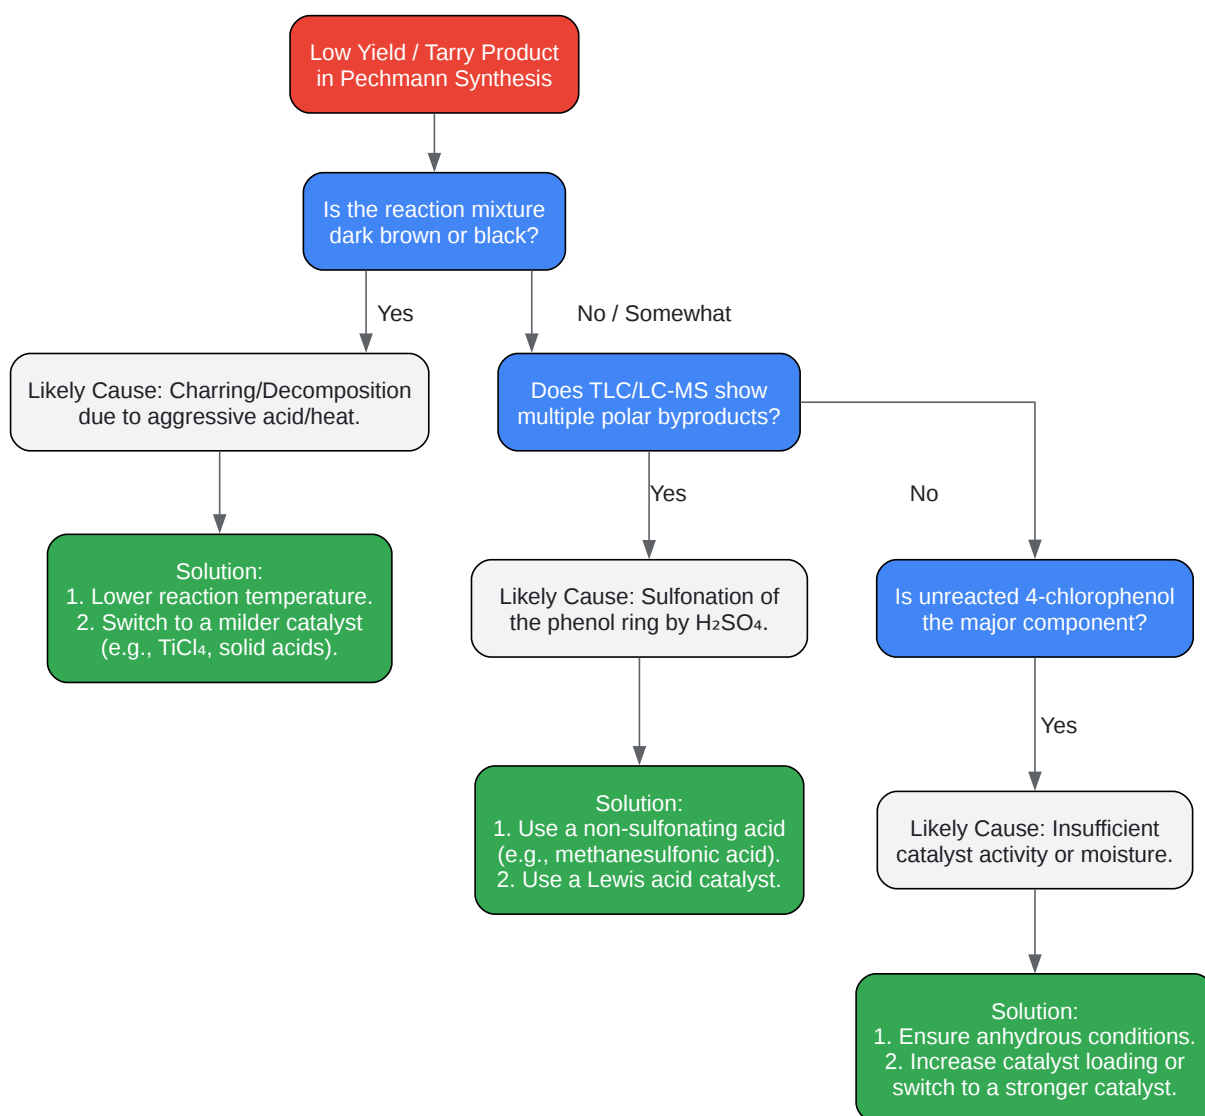 Low Yield / Tarry Product
in Pechmann Synthesis
Is the reaction mixture
dark brown or black?
Yes
No / Somewhat
Likely Cause: Charring/Decomposition
due to aggressive acid/heat.
Does TLC/LC-MS show
multiple polar byproducts?
Yes
No
Solution:
1. Lower reaction temperature.
2. Switch to a milder catalyst
(e.g., TiCl₄, solid acids).
Likely Cause: Sulfonation of
the phenol ring by H₂SO₄.
Is unreacted 4-chlorophenol
the major component?
Yes
Solution:
1. Use a non-sulfonating acid
(e.g., methanesulfonic acid).
2. Use a Lewis acid catalyst.
Likely Cause: Insufficient
catalyst activity or moisture.
Solution:
1. Ensure anhydrous conditions.
2. Increase catalyst loading or
switch to a stronger catalyst.